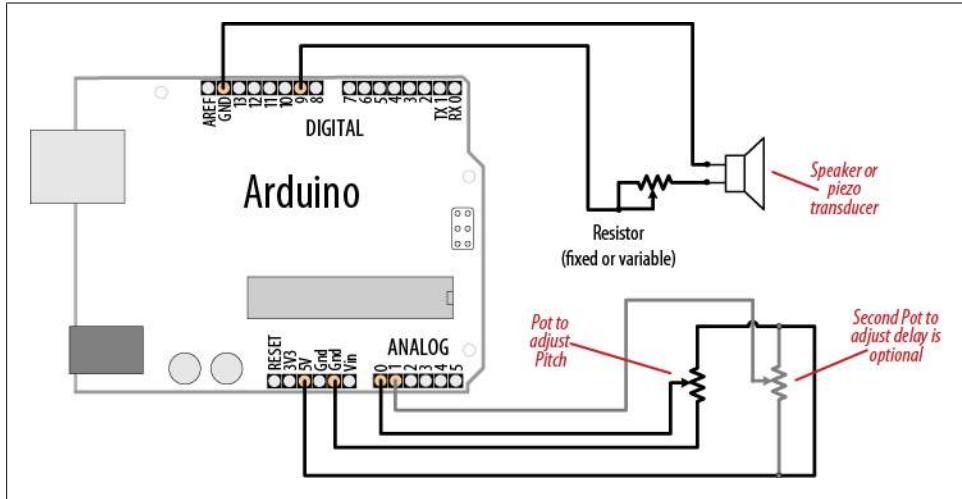 AREF
GND
13
12
11
10
9
8
7
6
5
4
3
2
TX 1
RX 0
DIGITAL
Arduino
Speaker or
piezo
transducer
Resistor
(fixed or variable)
Pot to
adjust
Pitch
Second Pot to
adjust delay is
optional
ANALOG
RESET
3V3
5V
Gnd
Gnd
Vin
0
1
2
3
4
5